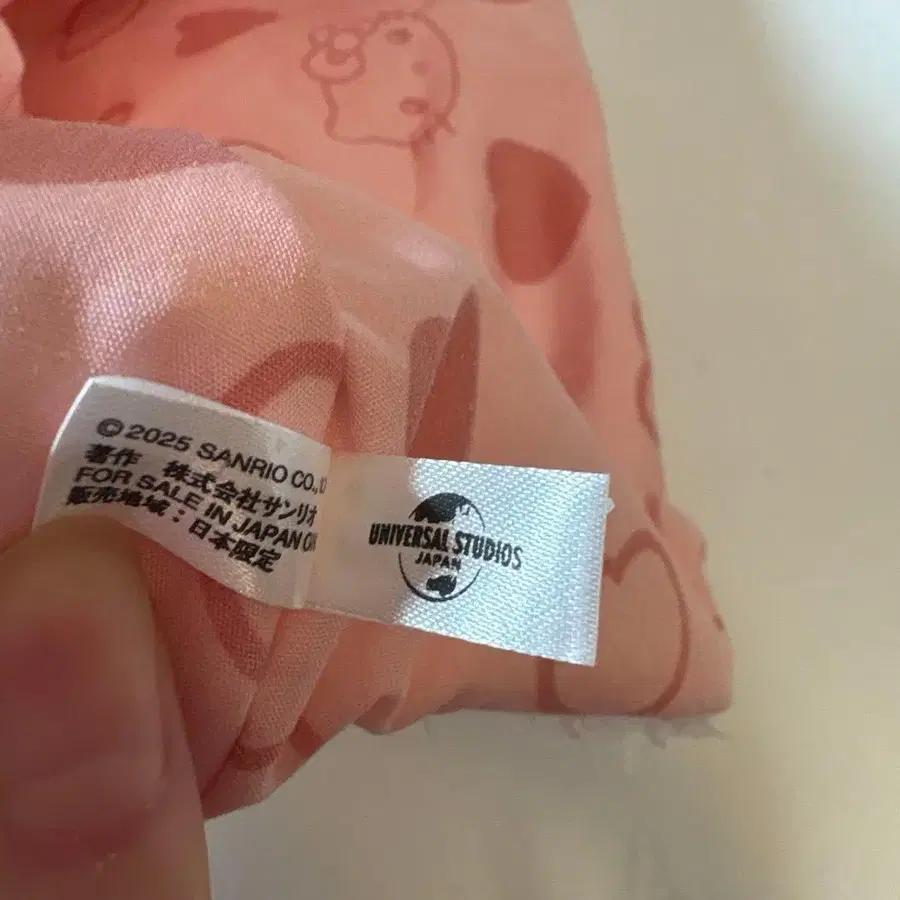 © 2025 SANRIO CO.,
著作 株式会社サンリオ
FOR SALE IN JAPAN
販売地域：日本限定
UNIVERSAL STUDIOS
JAPAN